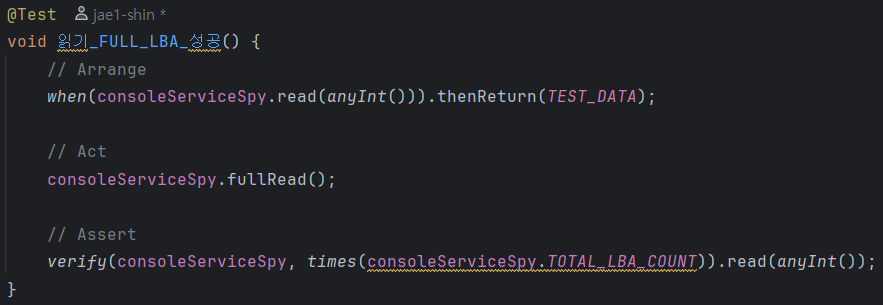 @Test jae1-shin *
void 읽기_FULL_LBA_성공() {
// Arrange
when(consoleServiceSpy.read(anyInt())).thenReturn(TEST_DATA);
// Act
consoleServiceSpy.fullRead();
// Assert
verify(consoleServiceSpy, times(consoleServiceSpy.TOTAL_LBA_COUNT)).read(anyInt());
}